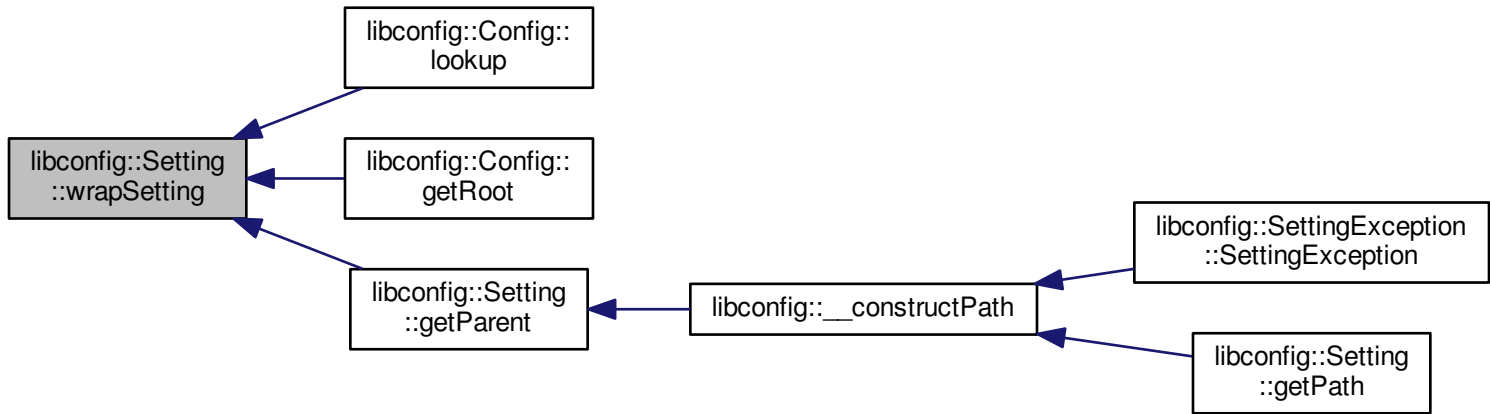 libconfig::Config::
lookup
libconfig::Setting
::wrapSetting
libconfig::Config::
getRoot
libconfig::Setting
::getParent
libconfig::__constructPath
libconfig::SettingException
::SettingException
libconfig::Setting
::getPath